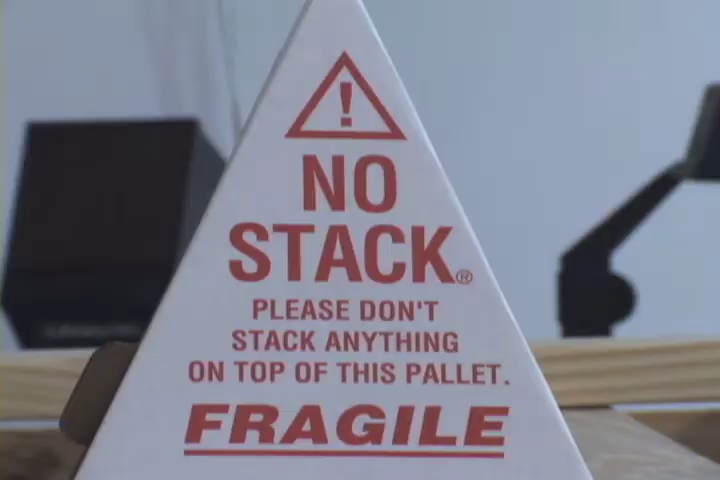 !
NO
STACK®
PLEASE DON'T
STACK ANYTHING
ON TOP OF THIS PALLET.
FRAGILE